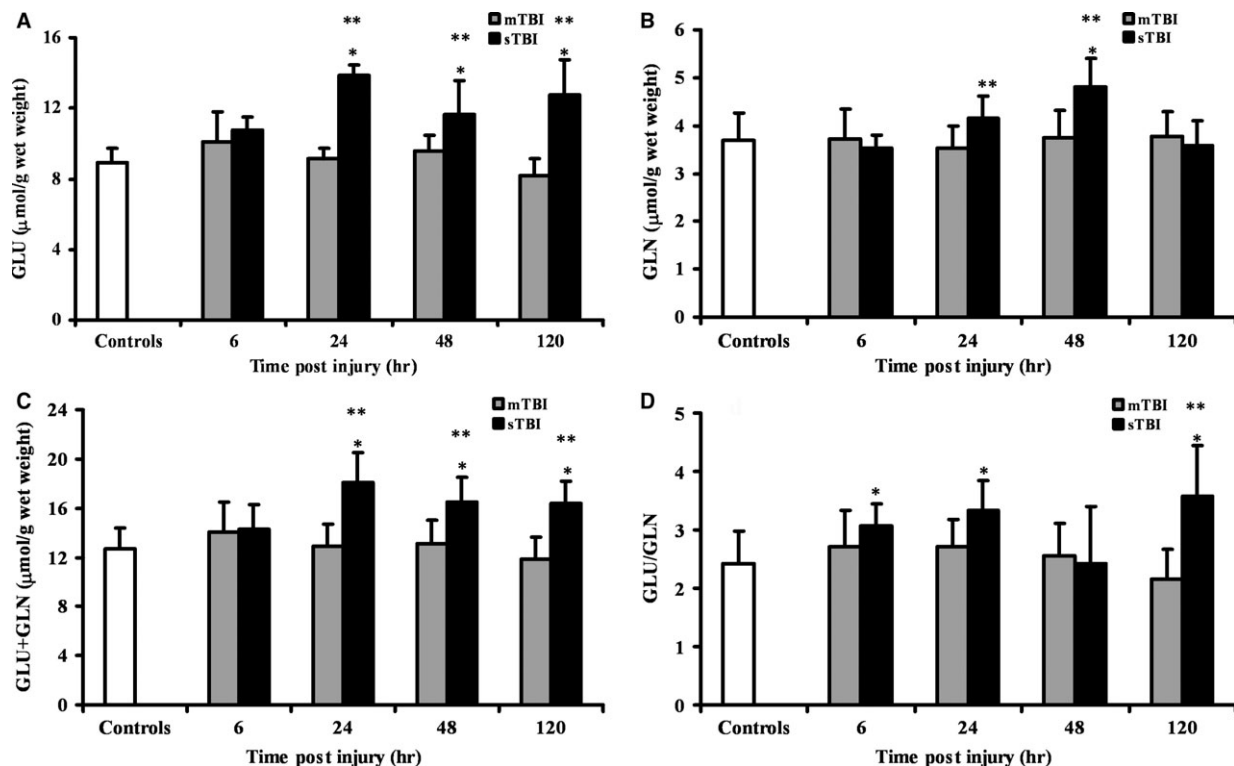 A
GLU (μmol/g wet weight)
16
12
8
4
0
mTBI
sTBI
**
*
**
*
**
*
Controls 6 24 48 120
Time post injury (hr)
B
GLN (μmol/g wet weight)
6
5
4
3
2
1
0
mTBI
sTBI
**
**
*
Controls 6 24 48 120
Time post injury (hr)
C
GLU+GLN (μmol/g wet weight)
24
20
16
12
8
4
0
mTBI
sTBI
**
*
**
*
**
*
Controls 6 24 48 120
Time post injury (hr)
D
GLU/GLN
5
4
3
2
1
0
mTBI
sTBI
*
*
**
*
Controls 6 24 48 120
Time post injury (hr)